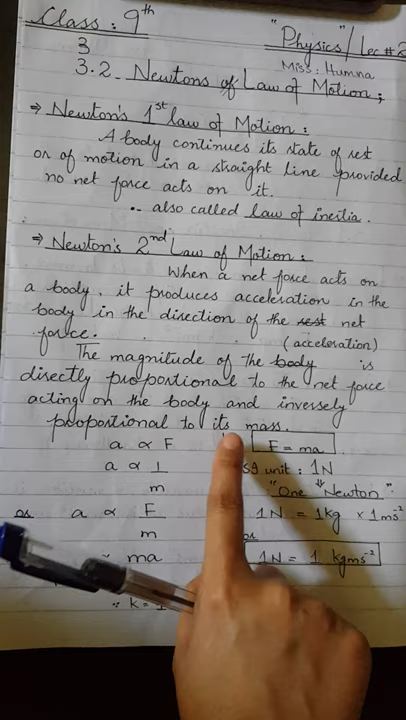 Class : 9th
"Physics" / Lec #
3
Miss : Humna
3.2 - Newtons of Law of Motion ;
⇒ Newton's 1st law of Motion :
A body continues its state of rest
or of motion in a straight line provided
no net force acts on it.
∴ also called law of inertia.
⇒ Newton's 2nd Law of Motion :
When a net force acts on
a body, it produces acceleration in the
body in the direction of the rest net
force. (acceleration)
The magnitude of the body is
directly proportional to the net force
acting on the body and inversely
proportional to its mass.
a ∝ F
F = ma
a ∝ 1
m
unit : 1N
"One Newton"
or a ∝ F
m
1N = 1kg × 1ms⁻²
or
ma
1N = 1 kgms⁻²
∵ k =